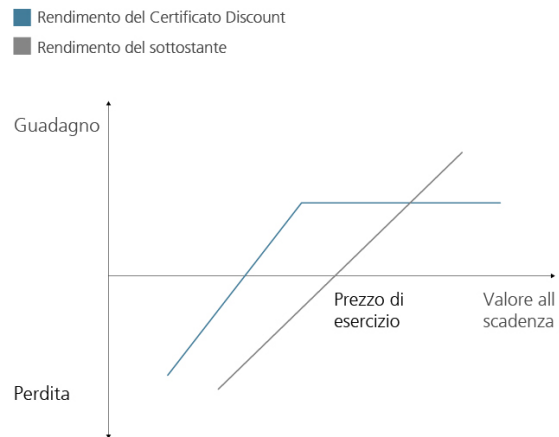 Rendimento del Certificato Discount
Rendimento del sottostante
Guadagno
Prezzo di
esercizio
Valore all
scadenza
Perdita